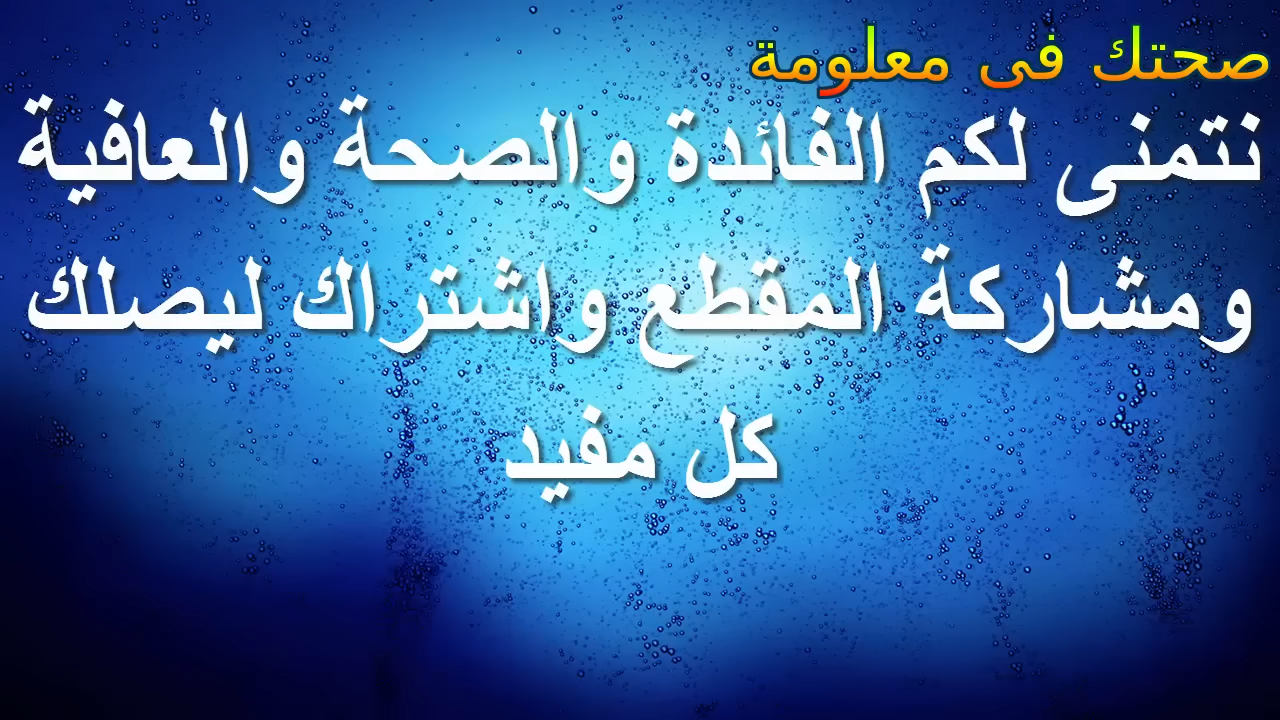 صحتك فى معلومة
نتمنى لكم الفائدة والصحة والعافية
ومشاركة المقطع واشتراك ليصلك
كل مفيد